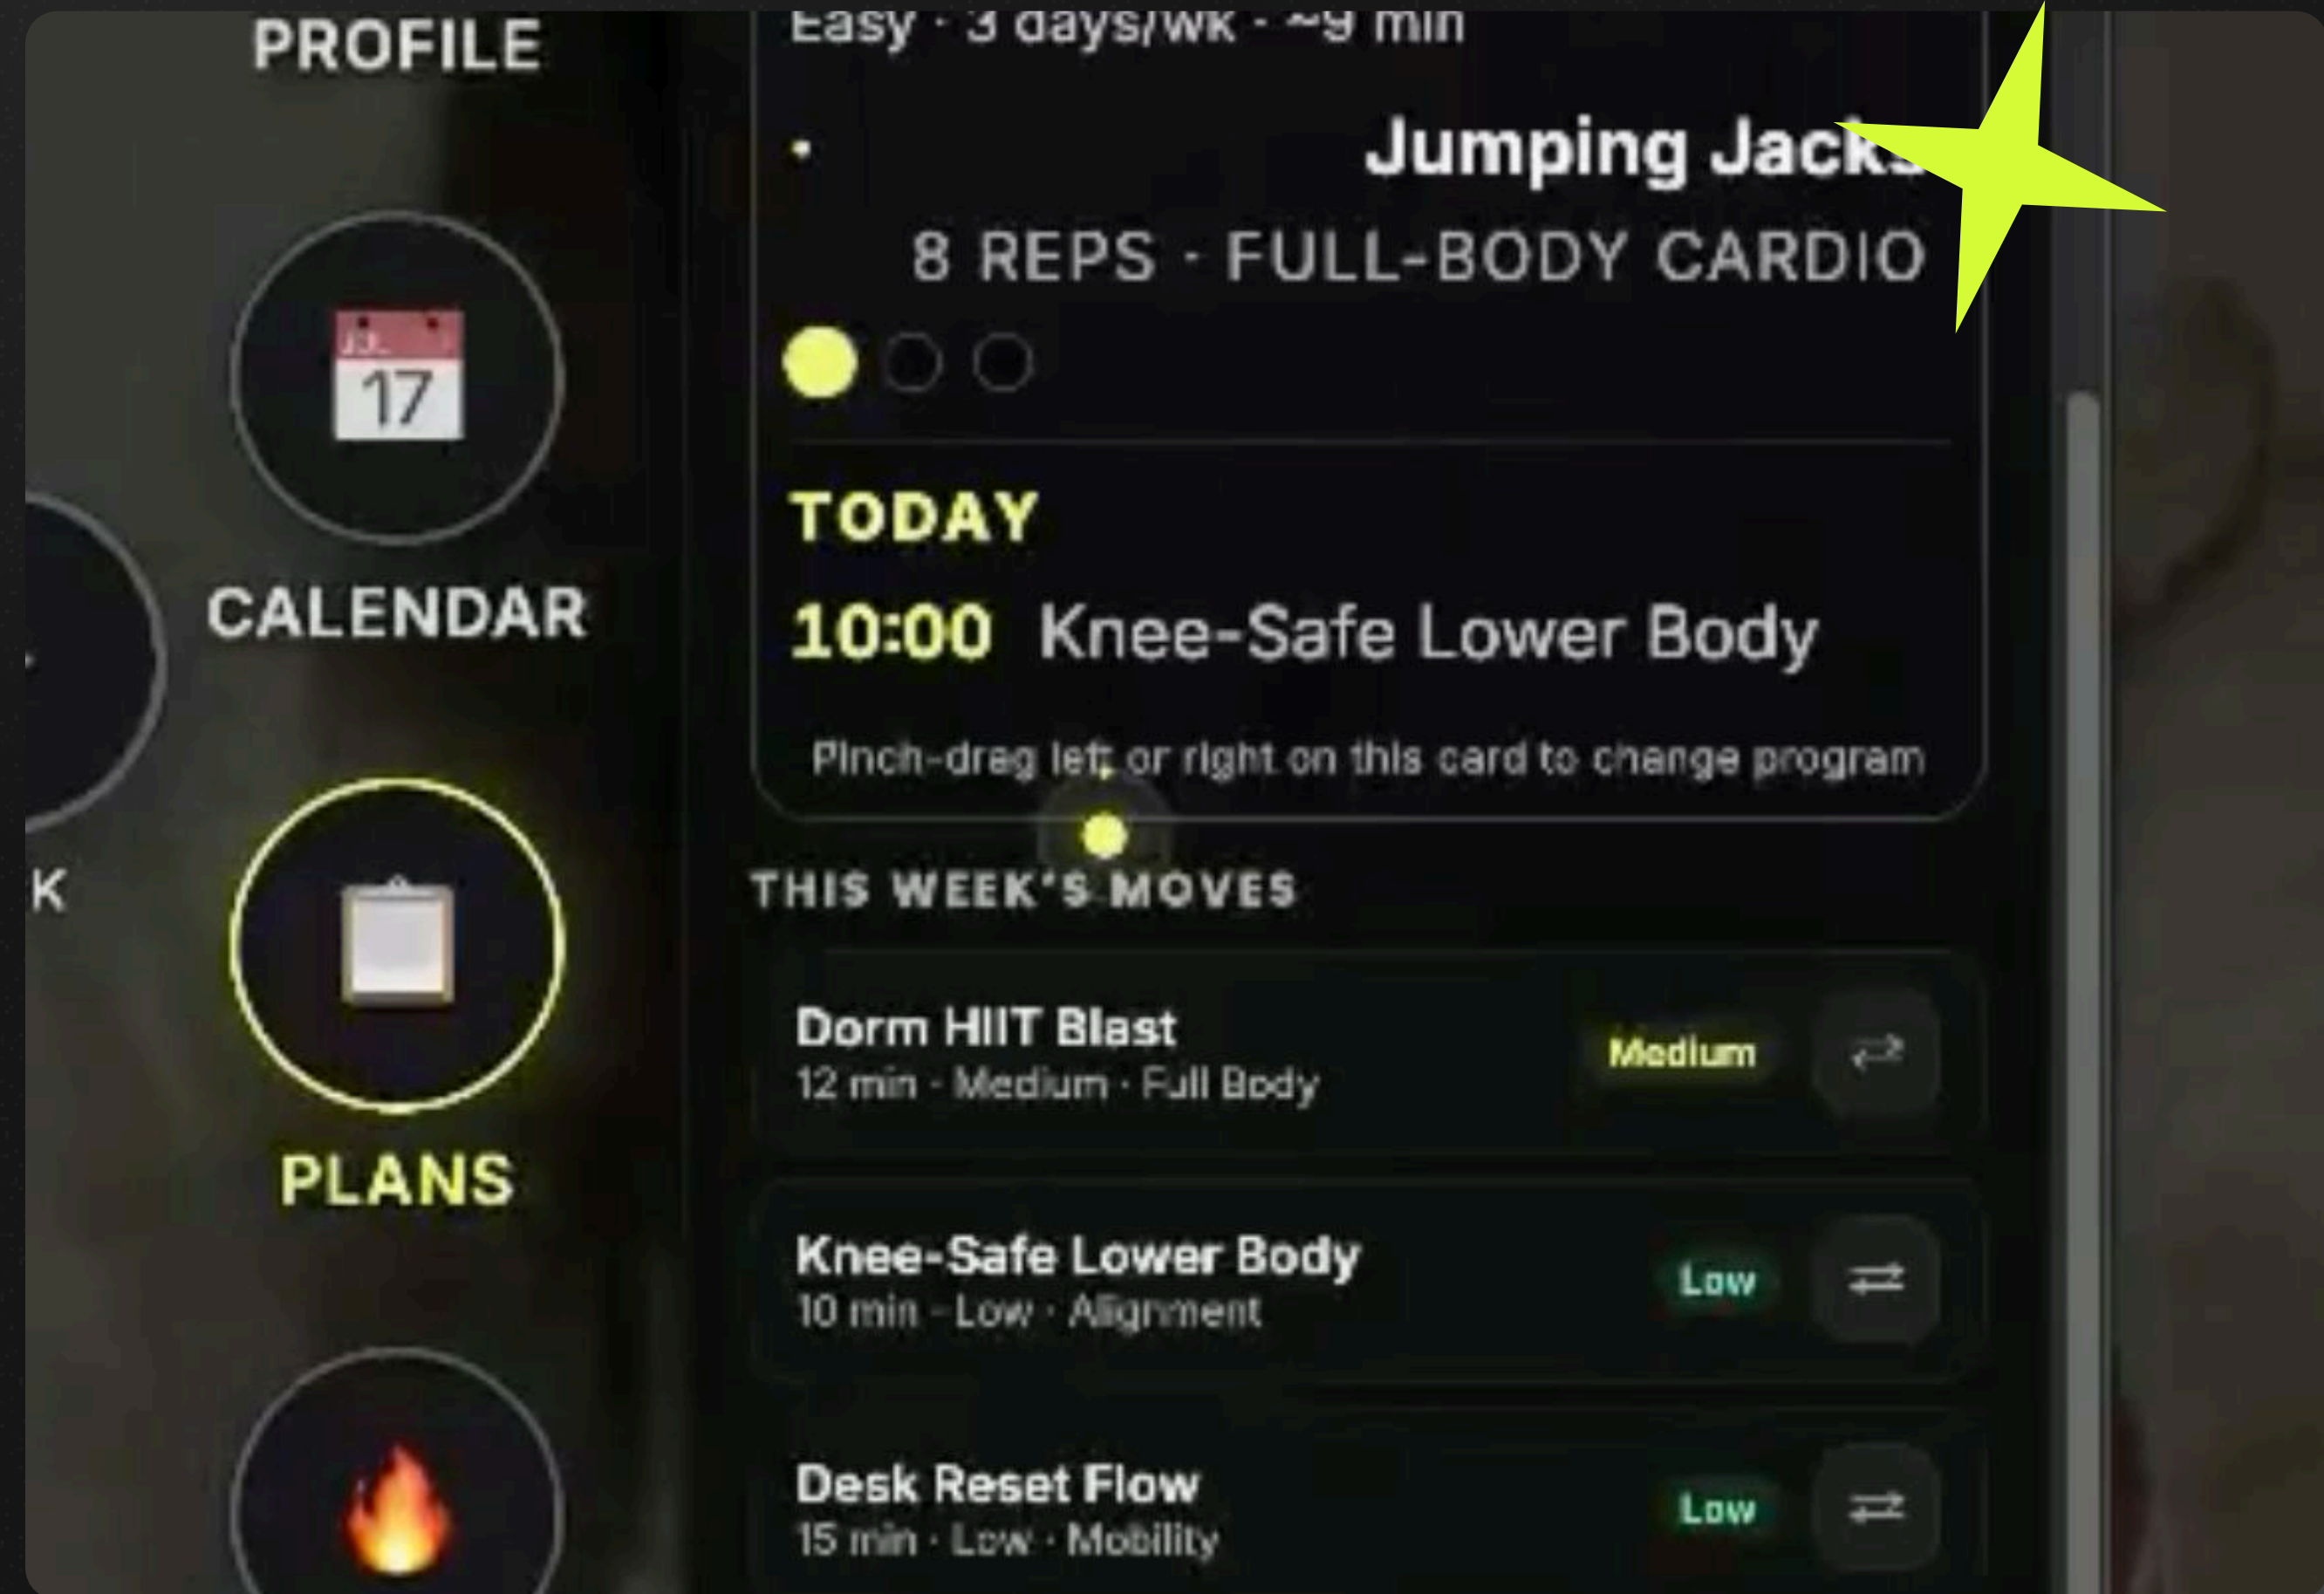 PROFILE
17
CALENDAR
K
PLANS
Easy · 3 days/wk · ~9 min
Jumping Jacks
8 REPS · FULL-BODY CARDIO
TODAY
10:00 Knee-Safe Lower Body
Pinch-drag left or right on this card to change program
THIS WEEK'S MOVES
Dorm HIIT Blast
12 min · Medium · Full Body
Medium
Knee-Safe Lower Body
10 min · Low · Alignment
Low
Desk Reset Flow
15 min · Low · Mobility
Low